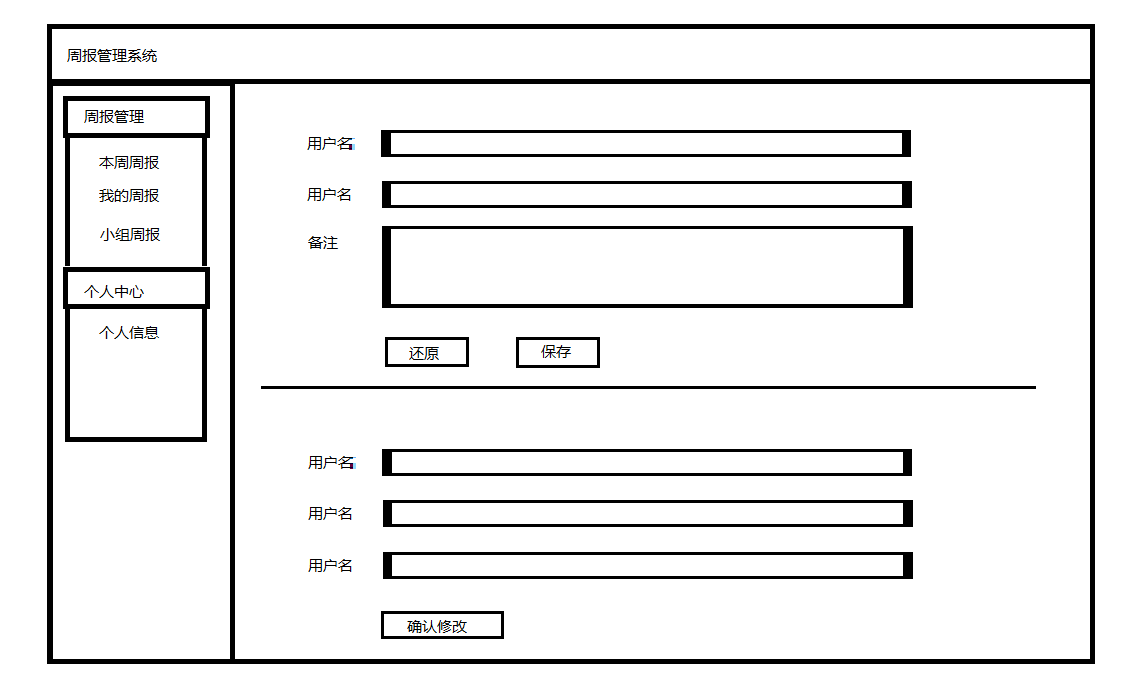 周报管理系统
周报管理
本周周报
我的周报
小组周报
个人中心
个人信息
用户名
用户名
备注
还原
保存
用户名
用户名
用户名
确认修改